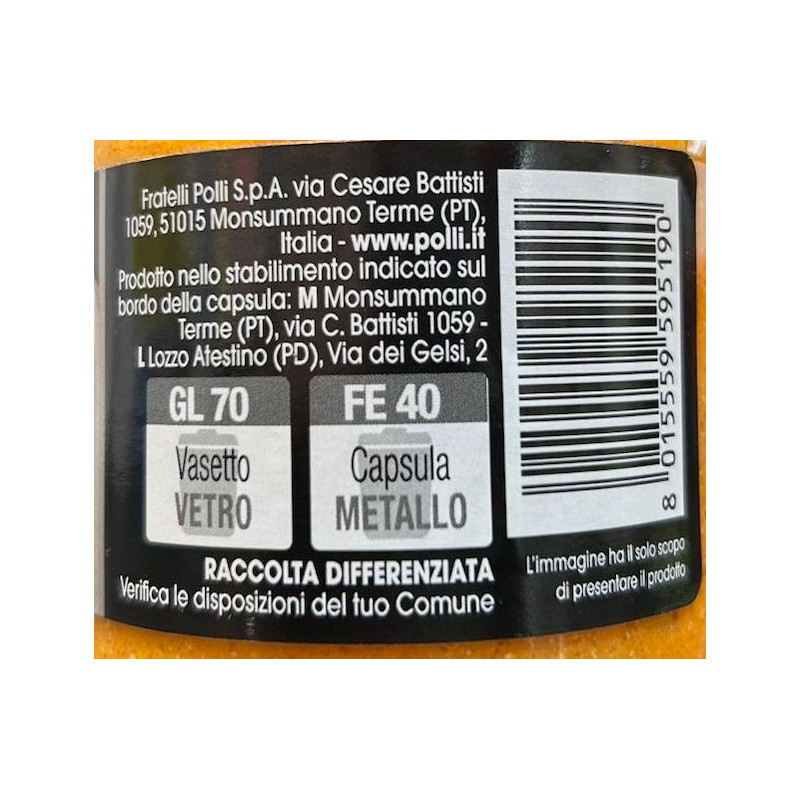 Fratelli Polli S.p.A. via Cesare Battisti
1059, 51015 Monsummano Terme (PT),
Italia - www.polli.it
Prodotto nello stabilimento indicato sul
bordo della capsula: M Monsummano
Terme (PT), via C. Battisti 1059 -
L Lozzo Atestino (PD), Via dei Gelsi, 2
GL 70
Vasetto
VETRO
FE 40
Capsula
METALLO
RACCOLTA DIFFERENZIATA
Verifica le disposizioni del tuo Comune
8 015559 595190
L'immagine ha il solo scopo
di presentare il prodotto